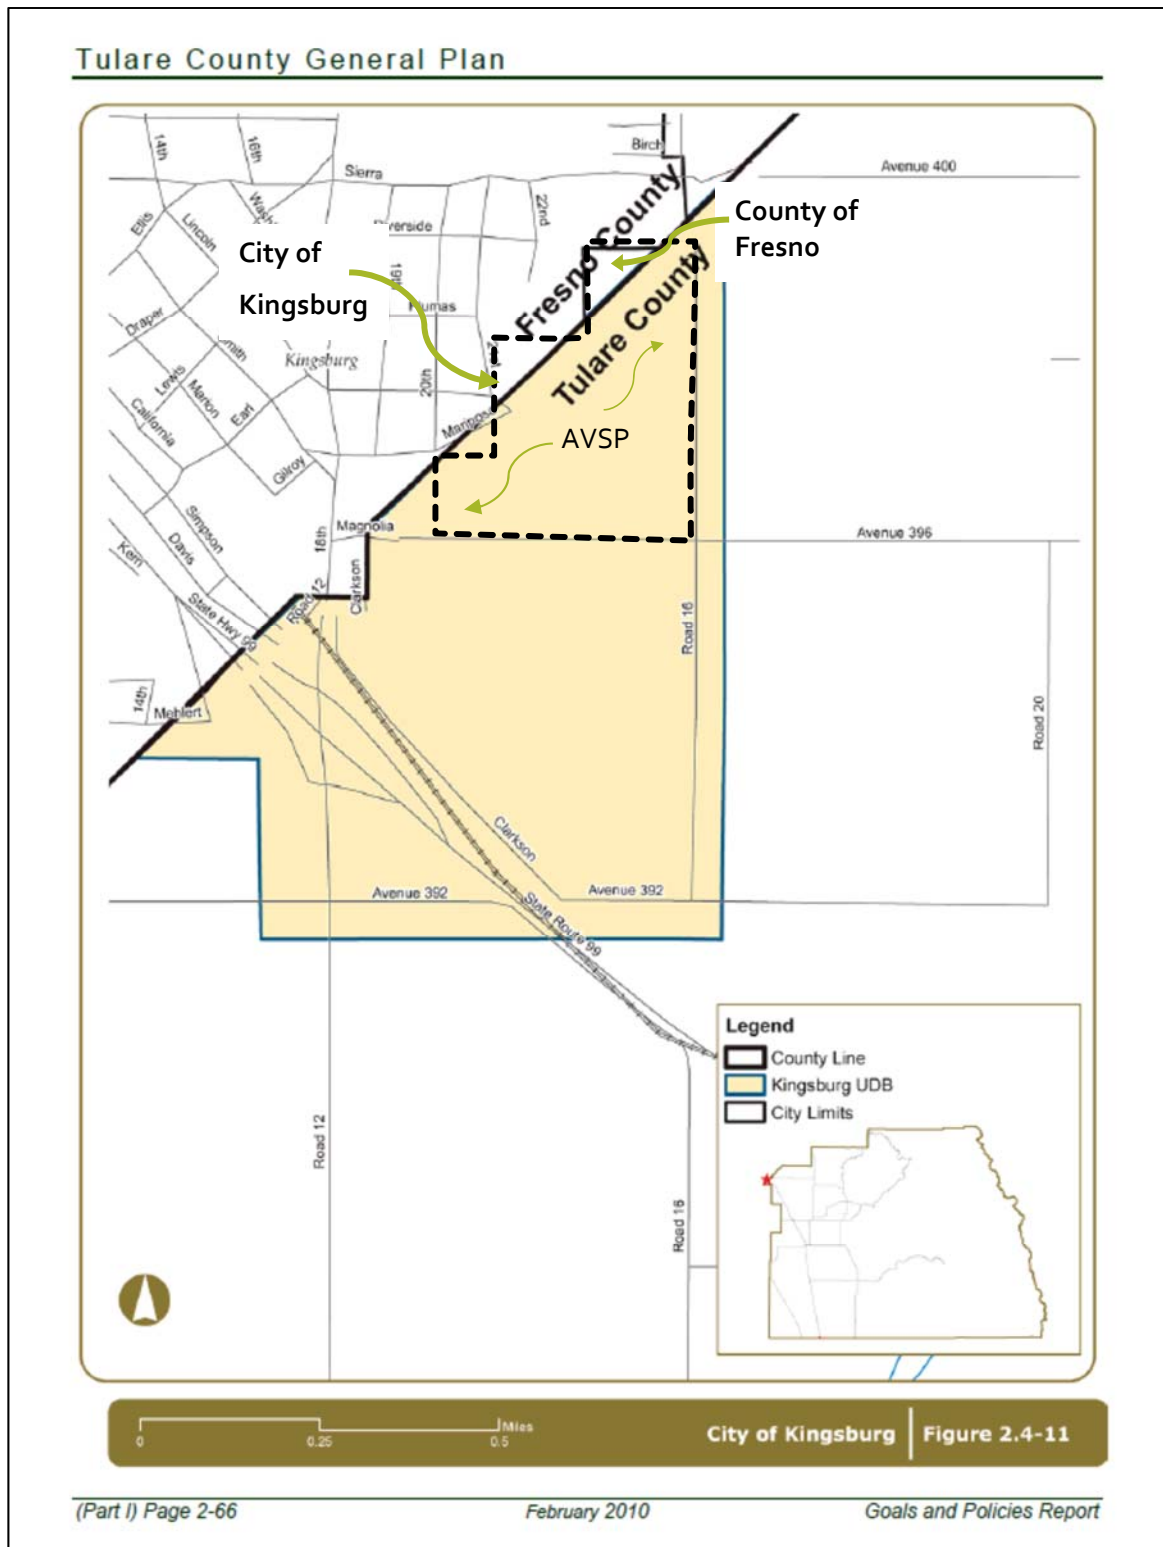 Tulare County General Plan
14th
16th
Sierra
Birch
Avenue 400
Ellis
Lincoln
22nd
Fresno County
Tulare County
County of
Fresno
City of
Kingsburg
19th
Draper
Kingsburg
20th
Lewis
Marion
Earl
California
Mariposa
AVSP
Gilroy
Simpson
Davis
Kern
18th
Magnolia
Clarkson
Avenue 396
Road 12
State Hwy 99
Road 16
14th
Mehlert
Road 20
Clarkson
Avenue 392
Avenue 392
State Route 99
Road 12
Road 16
Legend
County Line
Kingsburg UDB
City Limits
0
0.25
0.5
Miles
City of Kingsburg
Figure 2.4-11
(Part I) Page 2-66
February 2010
Goals and Policies Report